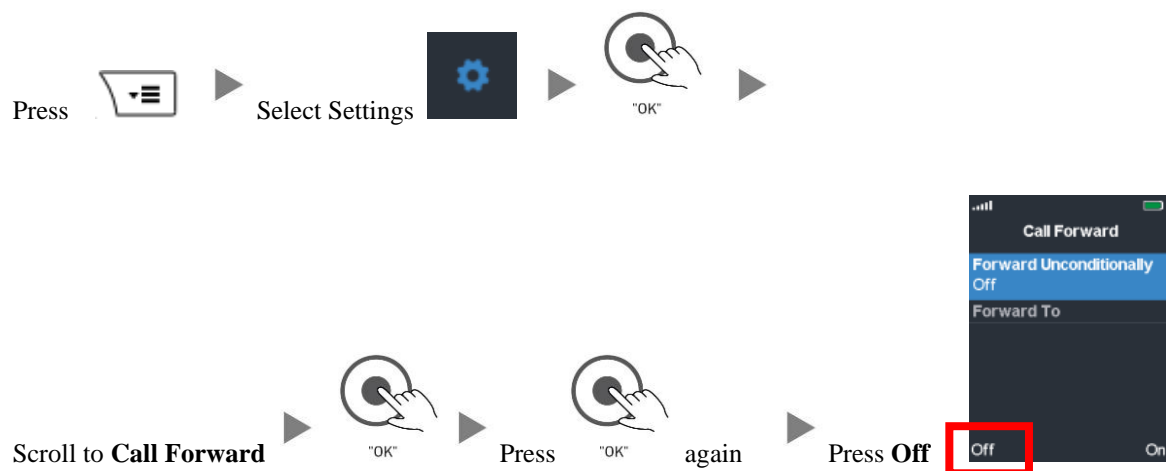 Press
Select Settings
"OK"
Call Forward
Forward Unconditionally
Off
Forward To
Off
On
Scroll to Call Forward
"OK"
Press
"OK"
again
Press Off